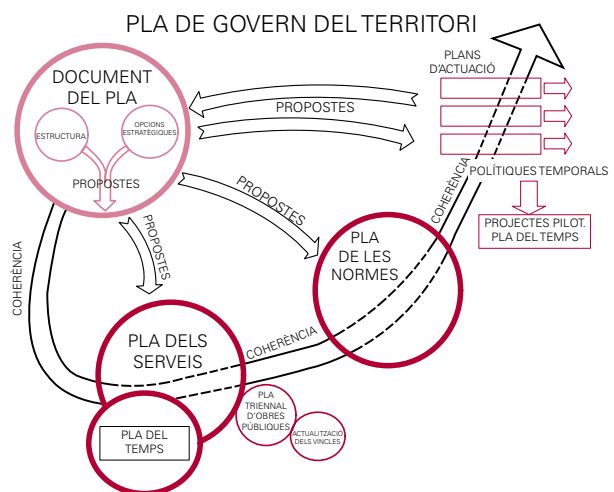 PLA DE GOVERN DEL TERRITORI
DOCUMENT
DEL PLA
ESTRUCTURA
OPCIONS
ESTRATÈGIQUES
PROPOSTES
PROPOSTES
PLANS
D'ACTUACIÓ
POLÍTIQUES TEMPORALS
PROJECTES PILOT.
PLA DEL TEMPS
PROPOSTES
PROPOSTES
COHERÈNCIA
PLA
DE LES
NORMES
COHERÈNCIA
COHERÈNCIA
PLA DELS
SERVEIS
PLA DEL
TEMPS
PLA
TRIENNAL
D'OBRES
PÚBLIQUES
ACTUALITZACIÓ
DELS VINCLES